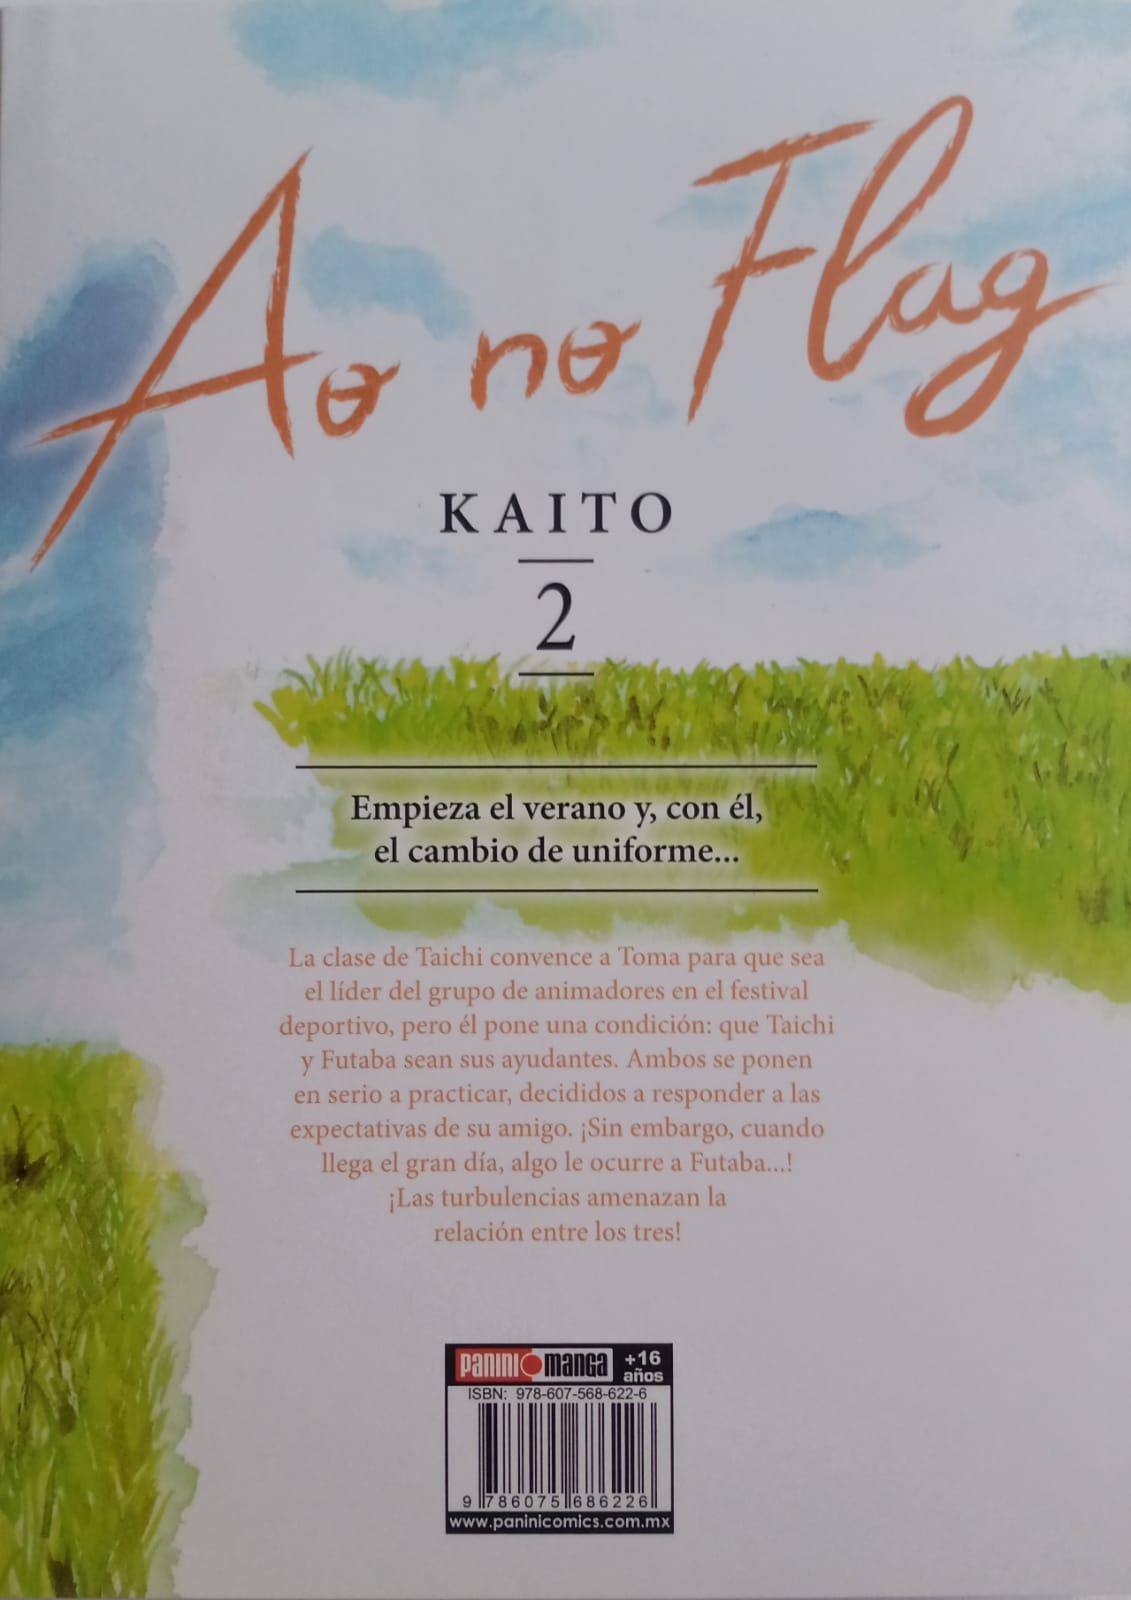 Ao no Flag
KAITO
2
Empieza el verano y, con él,
el cambio de uniforme...
La clase de Taichi convence a Toma para que sea
el líder del grupo de animadores en el festival
deportivo, pero él pone una condición: que Taichi
y Futaba sean sus ayudantes. Ambos se ponen
en serio a practicar, decididos a responder a las
expectativas de su amigo. ¡Sin embargo, cuando
llega el gran día, algo le ocurre a Futaba...!
¡Las turbulencias amenazan la
relación entre los tres!
PANINI MANGA +16
años
ISBN: 978-607-568-622-6
9 786075 686226
www.paninicomics.com.mx